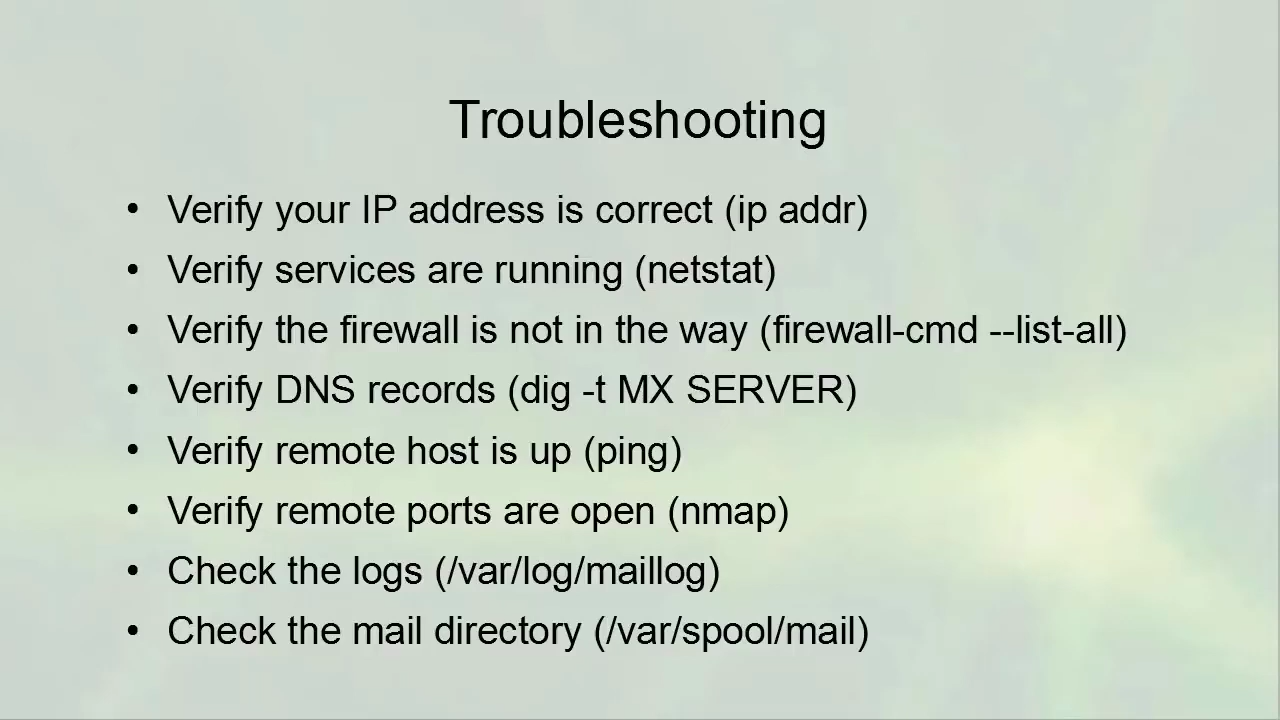 Troubleshooting
• Verify your IP address is correct (ip addr)
• Verify services are running (netstat)
• Verify the firewall is not in the way (firewall-cmd --list-all)
• Verify DNS records (dig -t MX SERVER)
• Verify remote host is up (ping)
• Verify remote ports are open (nmap)
• Check the logs (/var/log/maillog)
• Check the mail directory (/var/spool/mail)